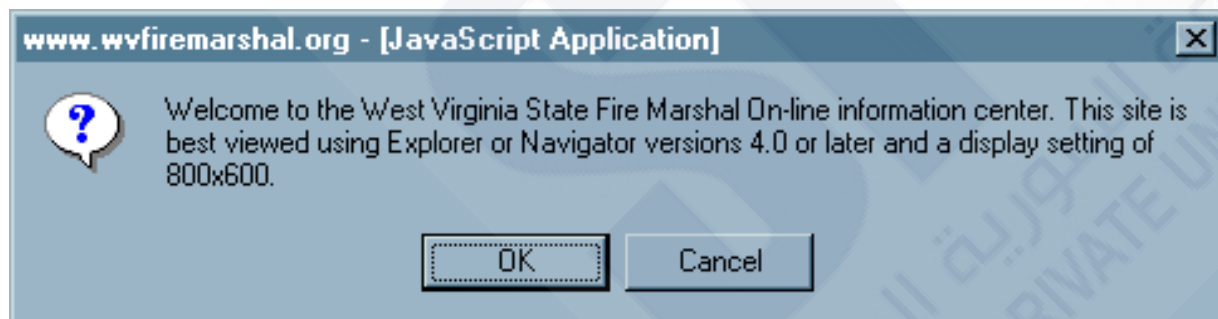 www.wvfiremarshal.org - [JavaScript Application]
Welcome to the West Virginia State Fire Marshal On-line information center. This site is
best viewed using Explorer or Navigator versions 4.0 or later and a display setting of
800x600.
OK
Cancel